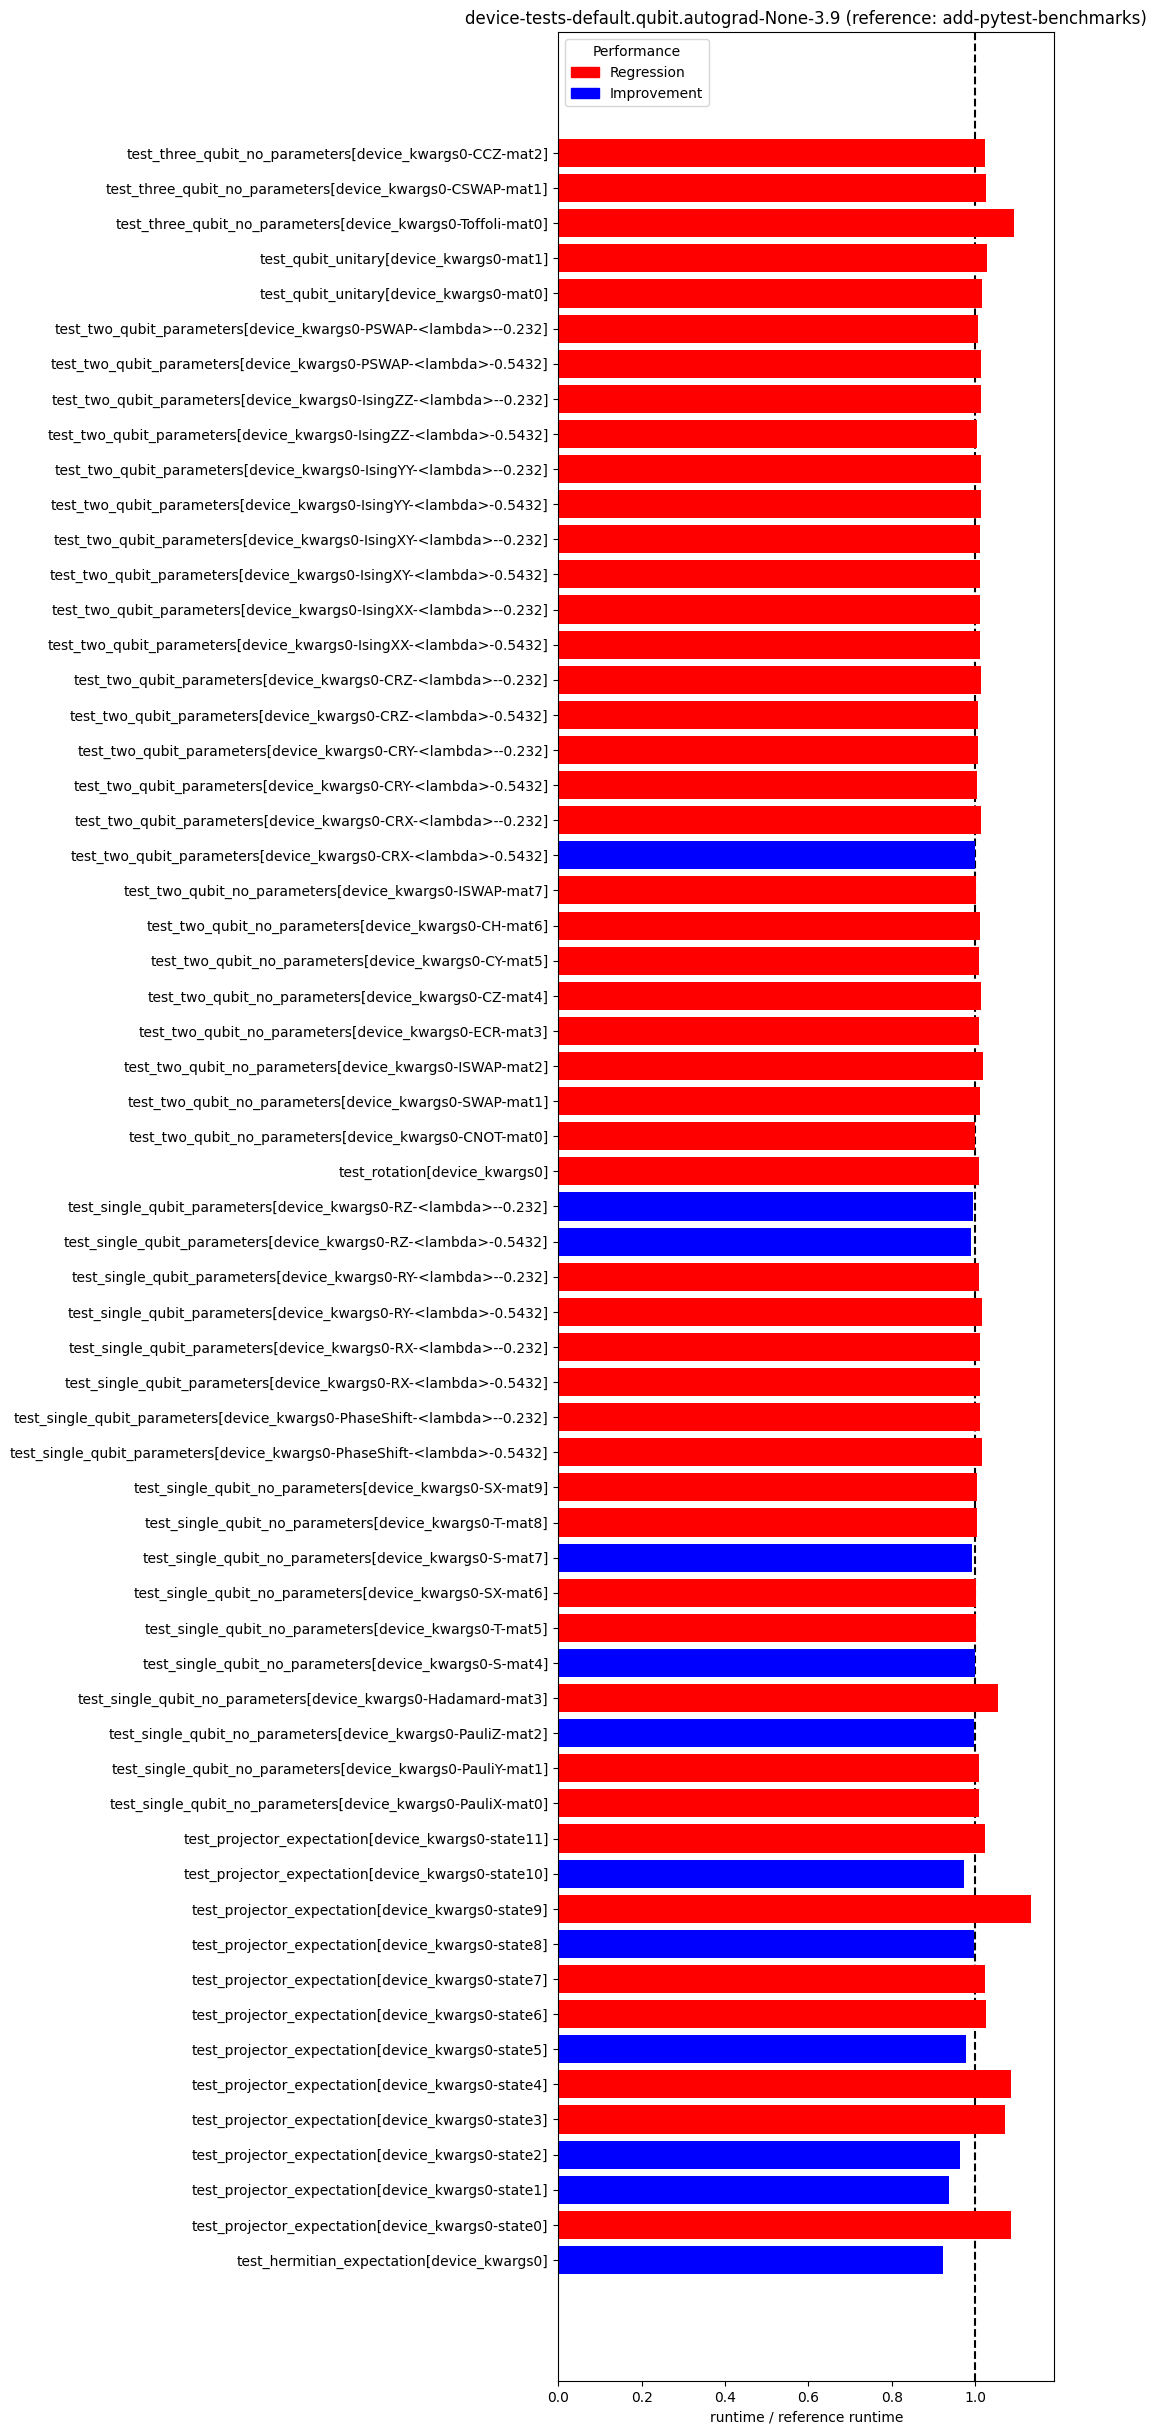 device-tests-default.qubit.autograd-None-3.9 (reference: add-pytest-benchmarks)
Performance
Regression
Improvement
test_three_qubit_no_parameters[device_kwargs0-CCZ-mat2]
test_three_qubit_no_parameters[device_kwargs0-CSWAP-mat1]
test_three_qubit_no_parameters[device_kwargs0-Toffoli-mat0]
test_qubit_unitary[device_kwargs0-mat1]
test_qubit_unitary[device_kwargs0-mat0]
test_two_qubit_parameters[device_kwargs0-PSWAP-<lambda>--0.232]
test_two_qubit_parameters[device_kwargs0-PSWAP-<lambda>-0.5432]
test_two_qubit_parameters[device_kwargs0-IsingZZ-<lambda>--0.232]
test_two_qubit_parameters[device_kwargs0-IsingZZ-<lambda>-0.5432]
test_two_qubit_parameters[device_kwargs0-IsingYY-<lambda>--0.232]
test_two_qubit_parameters[device_kwargs0-IsingYY-<lambda>-0.5432]
test_two_qubit_parameters[device_kwargs0-IsingXY-<lambda>--0.232]
test_two_qubit_parameters[device_kwargs0-IsingXY-<lambda>-0.5432]
test_two_qubit_parameters[device_kwargs0-IsingXX-<lambda>--0.232]
test_two_qubit_parameters[device_kwargs0-IsingXX-<lambda>-0.5432]
test_two_qubit_parameters[device_kwargs0-CRZ-<lambda>--0.232]
test_two_qubit_parameters[device_kwargs0-CRZ-<lambda>-0.5432]
test_two_qubit_parameters[device_kwargs0-CRY-<lambda>--0.232]
test_two_qubit_parameters[device_kwargs0-CRY-<lambda>-0.5432]
test_two_qubit_parameters[device_kwargs0-CRX-<lambda>--0.232]
test_two_qubit_parameters[device_kwargs0-CRX-<lambda>-0.5432]
test_two_qubit_no_parameters[device_kwargs0-ISWAP-mat7]
test_two_qubit_no_parameters[device_kwargs0-CH-mat6]
test_two_qubit_no_parameters[device_kwargs0-CY-mat5]
test_two_qubit_no_parameters[device_kwargs0-CZ-mat4]
test_two_qubit_no_parameters[device_kwargs0-ECR-mat3]
test_two_qubit_no_parameters[device_kwargs0-ISWAP-mat2]
test_two_qubit_no_parameters[device_kwargs0-SWAP-mat1]
test_two_qubit_no_parameters[device_kwargs0-CNOT-mat0]
test_rotation[device_kwargs0]
test_single_qubit_parameters[device_kwargs0-RZ-<lambda>--0.232]
test_single_qubit_parameters[device_kwargs0-RZ-<lambda>-0.5432]
test_single_qubit_parameters[device_kwargs0-RY-<lambda>--0.232]
test_single_qubit_parameters[device_kwargs0-RY-<lambda>-0.5432]
test_single_qubit_parameters[device_kwargs0-RX-<lambda>--0.232]
test_single_qubit_parameters[device_kwargs0-RX-<lambda>-0.5432]
test_single_qubit_parameters[device_kwargs0-PhaseShift-<lambda>--0.232]
test_single_qubit_parameters[device_kwargs0-PhaseShift-<lambda>-0.5432]
test_single_qubit_no_parameters[device_kwargs0-SX-mat9]
test_single_qubit_no_parameters[device_kwargs0-T-mat8]
test_single_qubit_no_parameters[device_kwargs0-S-mat7]
test_single_qubit_no_parameters[device_kwargs0-SX-mat6]
test_single_qubit_no_parameters[device_kwargs0-T-mat5]
test_single_qubit_no_parameters[device_kwargs0-S-mat4]
test_single_qubit_no_parameters[device_kwargs0-Hadamard-mat3]
test_single_qubit_no_parameters[device_kwargs0-PauliZ-mat2]
test_single_qubit_no_parameters[device_kwargs0-PauliY-mat1]
test_single_qubit_no_parameters[device_kwargs0-PauliX-mat0]
test_projector_expectation[device_kwargs0-state11]
test_projector_expectation[device_kwargs0-state10]
test_projector_expectation[device_kwargs0-state9]
test_projector_expectation[device_kwargs0-state8]
test_projector_expectation[device_kwargs0-state7]
test_projector_expectation[device_kwargs0-state6]
test_projector_expectation[device_kwargs0-state5]
test_projector_expectation[device_kwargs0-state4]
test_projector_expectation[device_kwargs0-state3]
test_projector_expectation[device_kwargs0-state2]
test_projector_expectation[device_kwargs0-state1]
test_projector_expectation[device_kwargs0-state0]
test_hermitian_expectation[device_kwargs0]
0.0 0.2 0.4 0.6 0.8 1.0
runtime / reference runtime